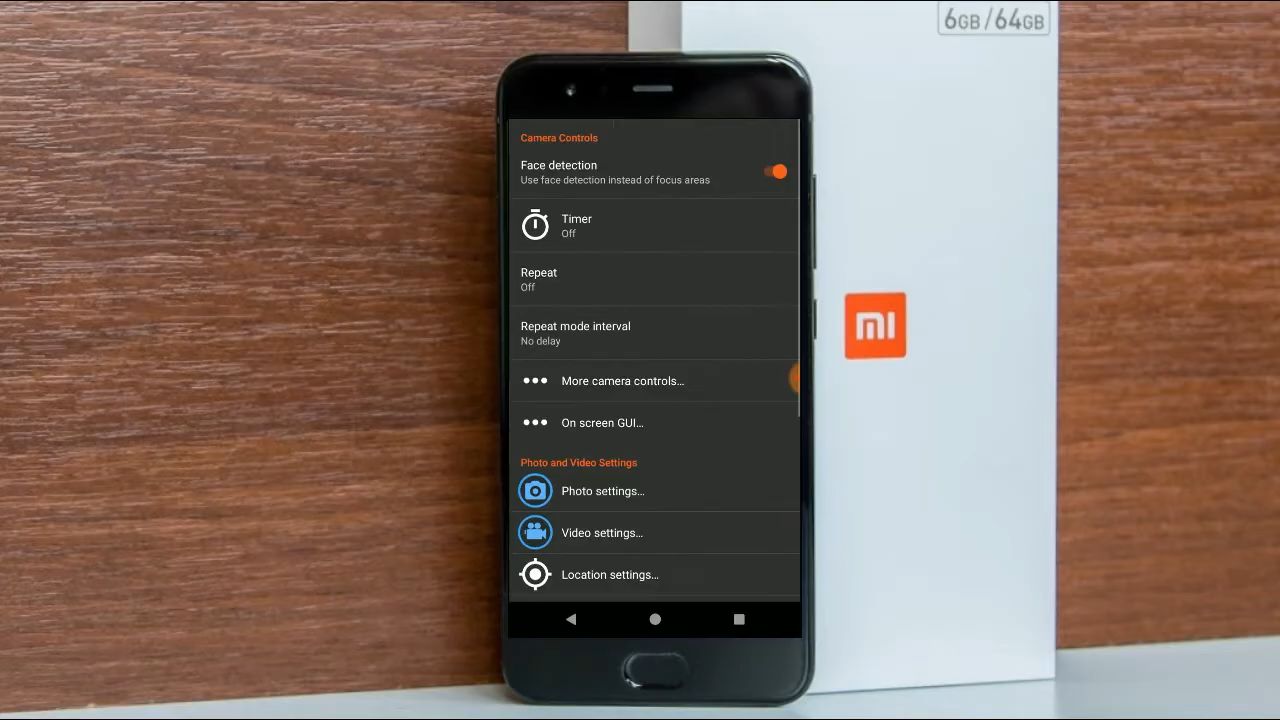 6GB/64GB
Camera Controls
Face detection
Use face detection instead of focus areas
Timer
Off
Repeat
Off
Repeat mode interval
No delay
More camera controls...
On screen GUI...
Photo and Video Settings
Photo settings...
Video settings...
Location settings...
mi